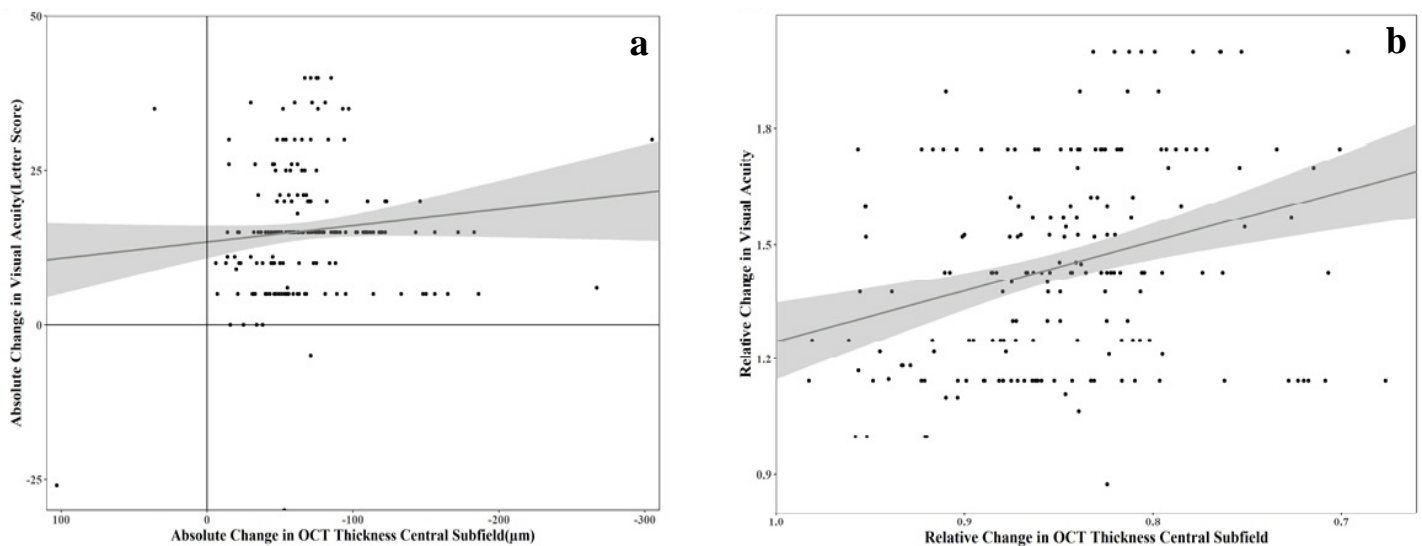 a
50
25
0
-25
100
0
-100
-200
-300
Absolute Change in Visual Acuity(Letter Score)
Absolute Change in OCT Thickness Central Subfield(μm)
b
1.8
1.5
1.2
0.9
1.0
0.9
0.8
0.7
Relative Change in Visual Acuity
Relative Change in OCT Thickness Central Subfield